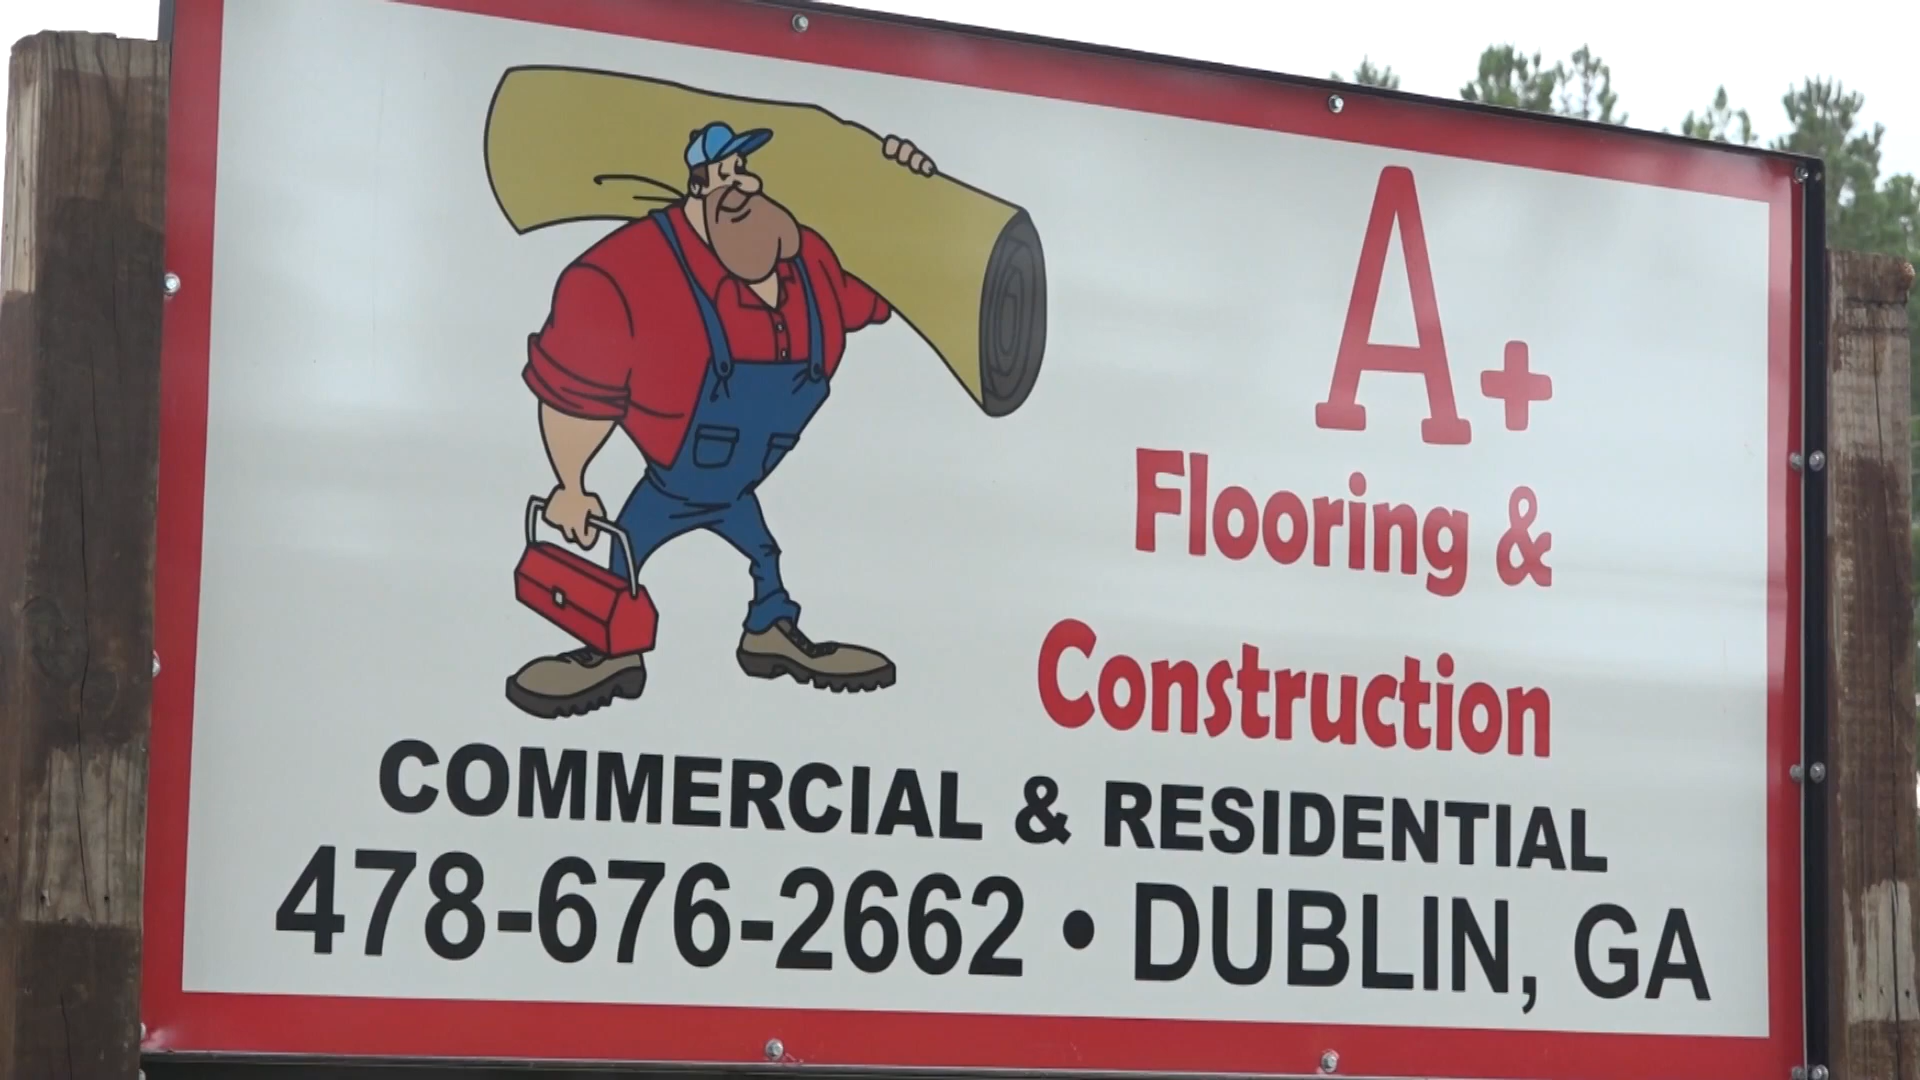 A+
Flooring &
Construction
COMMERCIAL & RESIDENTIAL
478-676-2662 • DUBLIN, GA